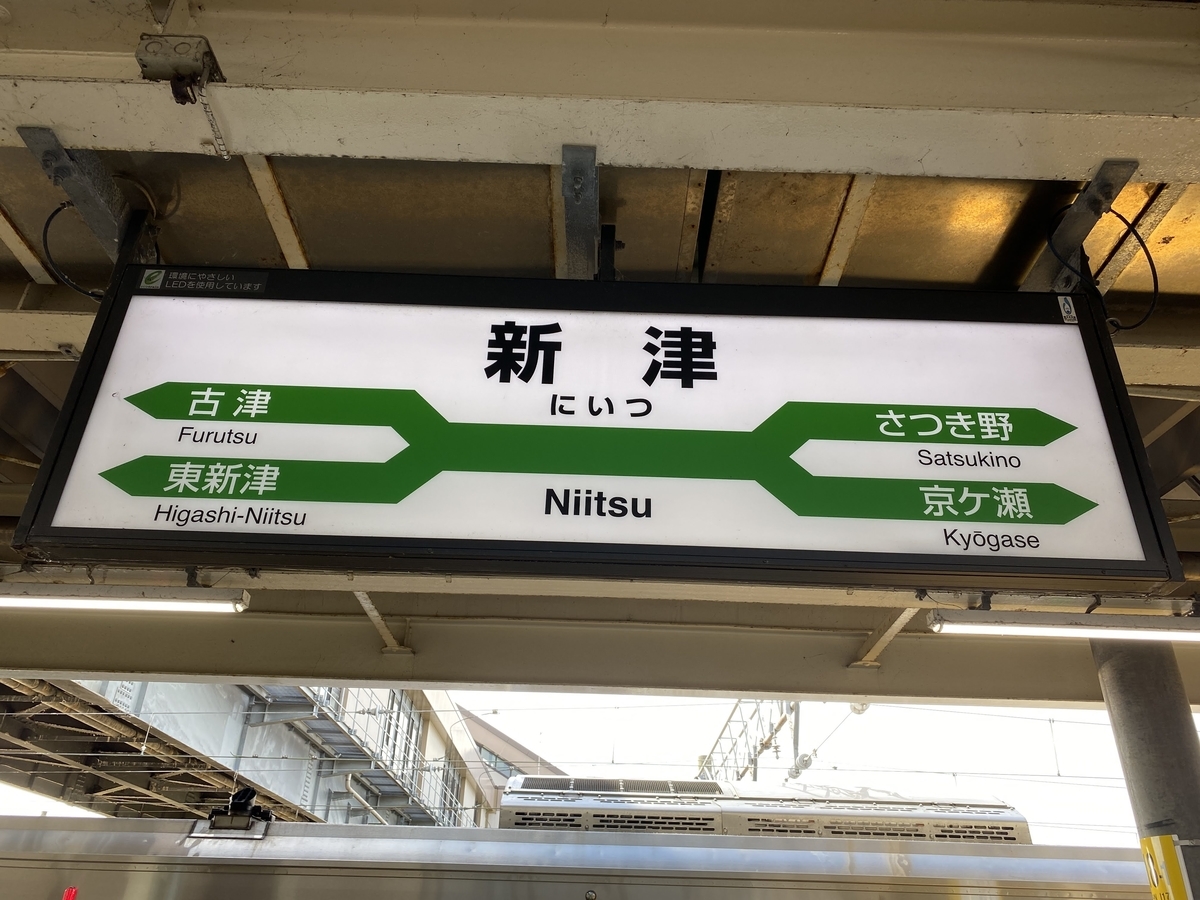 環境にやさしい
LEDを使用しています
新津
にいつ
古津
Furutsu
さつき野
Satsukino
東新津
Higashi-Niitsu
京ケ瀬
Kyōgase
Niitsu